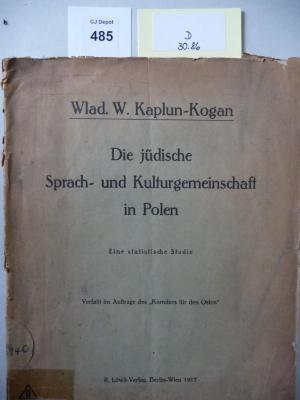 CJ Depot
485
D
30.26
Wlad. W. Kaplun-Kogan
Die jüdische
Sprach- und Kulturgemeinschaft
in Polen
Eine statistische Studie
Verfaßt im Auftrage des „Komitees für den Osten“
R. Löwit-Verlag. Berlin-Wien 1917